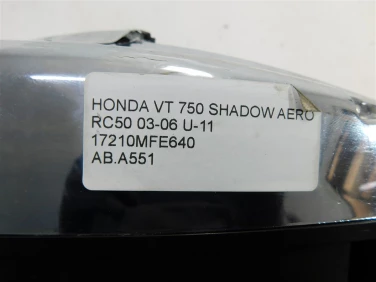 HONDA VT 750 SHADOW AERO
RC50 03-06 U-11
17210MFE640
AB.A551